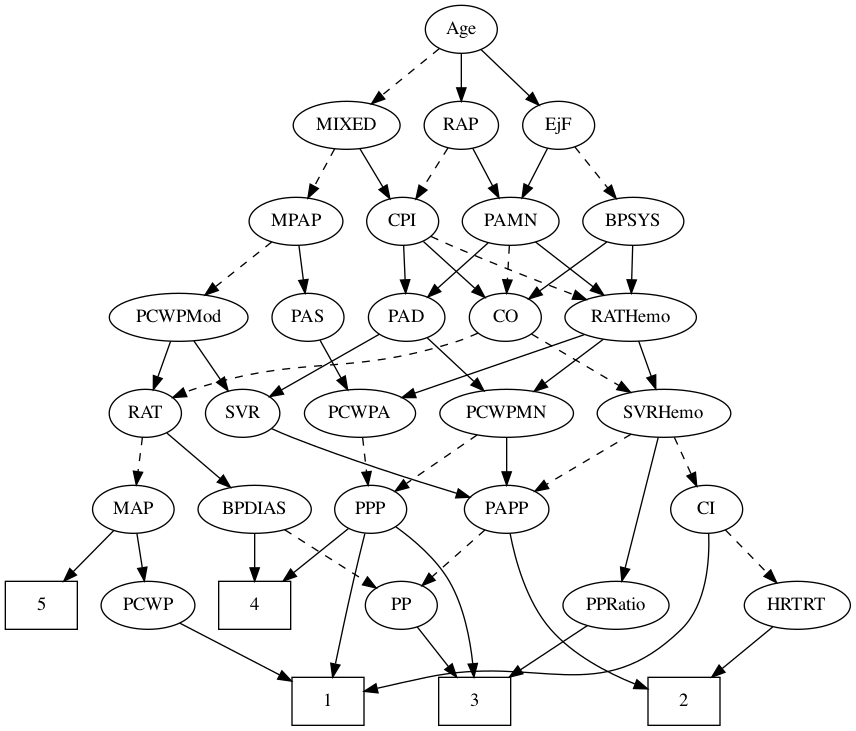 Age
MIXED
RAP
EjF
MPAP
CPI
PAMN
BPSYS
PCWPMod
PAS
PAD
CO
RATHemo
RAT
SVR
PCWPA
PCWPMN
SVRHemo
MAP
BPDIAS
PPP
PAPP
CI
5
PCWP
4
PP
PPRatio
HRTRT
1
3
2